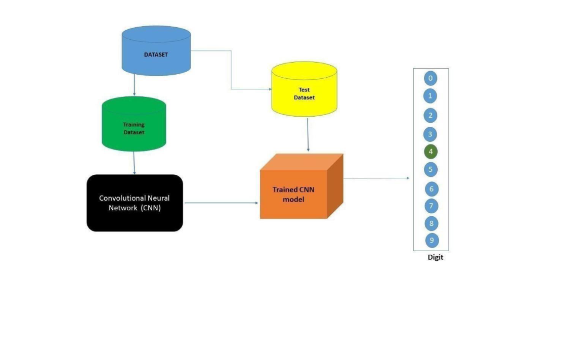 DATASET
Test
Dataset
Training
Dataset
Convolutional Neural
Network (CNN)
Trained CNN
model
0
1
2
3
4
5
6
7
8
9
Digit